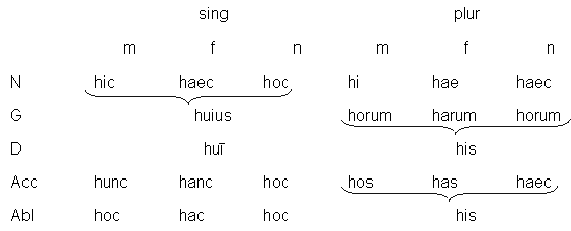 sing plur
m f n m f n
N hic haec hoc hi hae haec
G huius horum harum horum
D huī his
Acc hunc hanc hoc hos has haec
Abl hoc hac hoc his